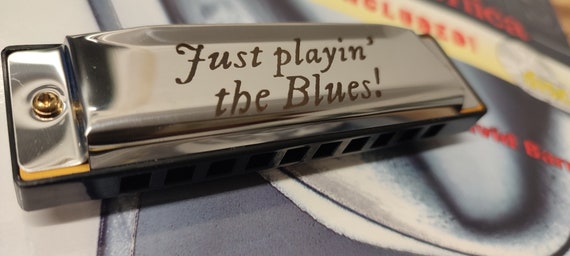 Just playin'
the Blues!